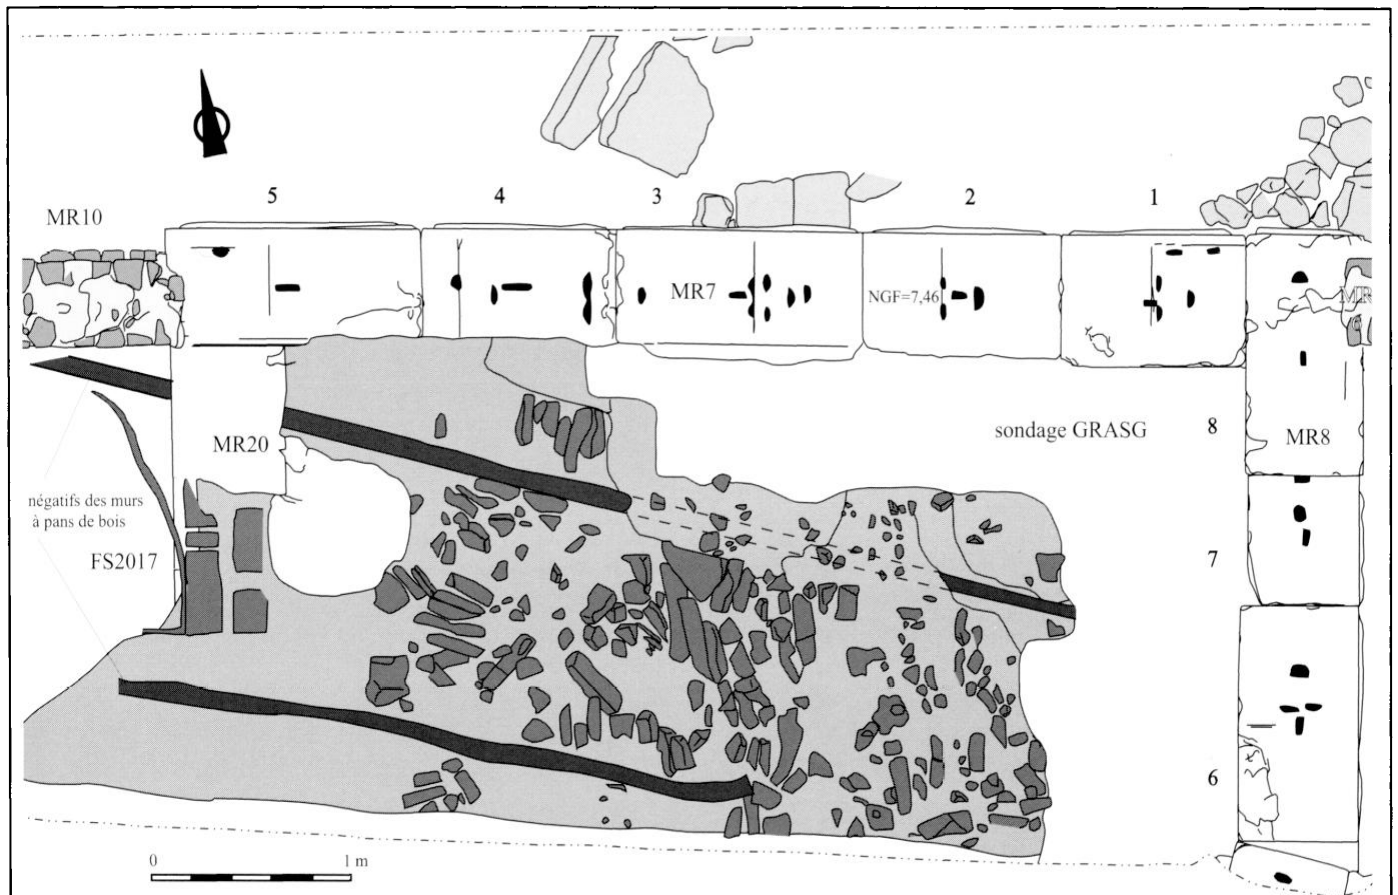 5
4
3
2
1
MR10
MR7
NGF=7,46
MR
MR20
sondage GRASG
8
MR8
négatifs des murs
à pans de bois
FS2017
7
6
0
1 m